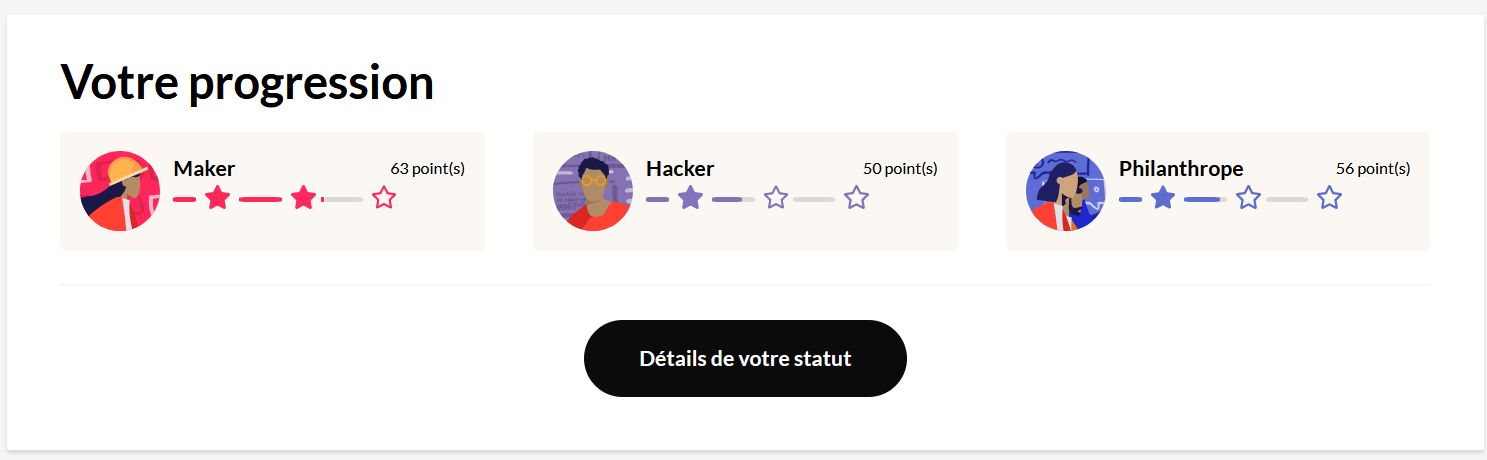 Votre progression
Maker
63 point(s)
Hacker
50 point(s)
Philanthrope
56 point(s)
Détails de votre statut